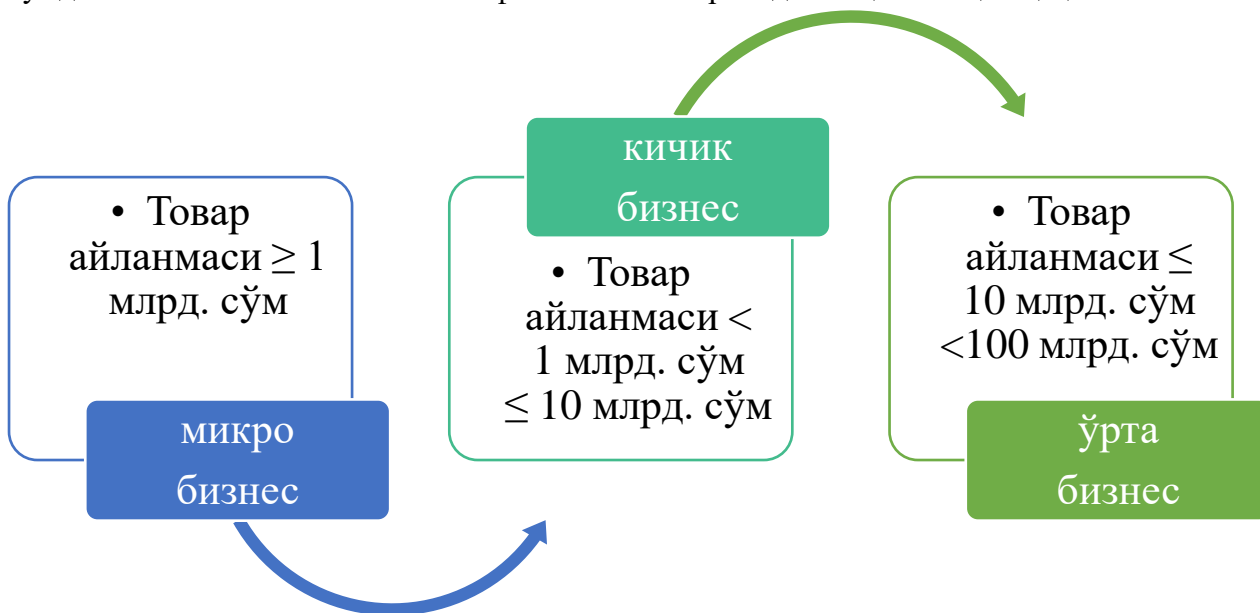 • Товар
айланмаси ≥ 1
млрд. сўм
микро
бизнес
кичик
бизнес
• Товар
айланмаси <
1 млрд. сўм
≤ 10 млрд. сўм
• Товар
айланмаси ≤
10 млрд. сўм
<100 млрд. сўм
ўрта
бизнес